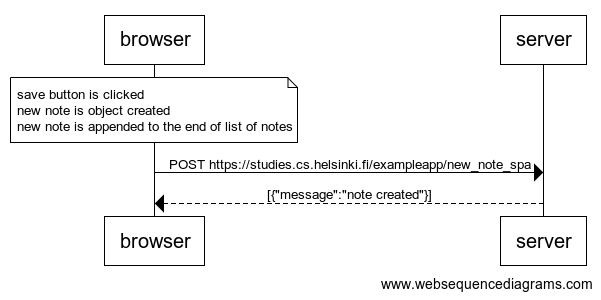 browser
server
save button is clicked
new note is object created
new note is appended to the end of list of notes
POST https://studies.cs.helsinki.fi/exampleapp/new_note_spa
[{"message":"note created"}]
browser
server
www.websequencediagrams.com